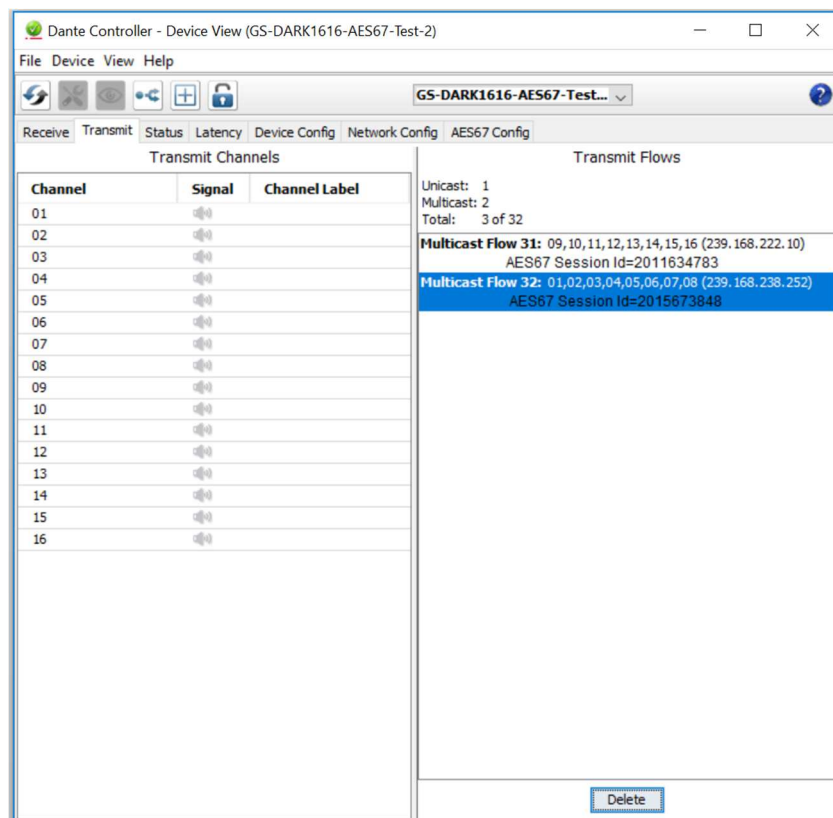 Dante Controller - Device View (GS-DARK1616-AES67-Test-2)
File Device View Help
GS-DARK1616-AES67-Test...
Receive Transmit Status Latency Device Config Network Config AES67 Config
Transmit Channels
Channel Signal Channel Label
01
02
03
04
05
06
07
08
09
10
11
12
13
14
15
16
Transmit Flows
Unicast: 1
Multicast: 2
Total: 3 of 32
Multicast Flow 31: 09,10,11,12,13,14,15,16 (239.168.222.10)
AES67 Session Id=2011634783
Multicast Flow 32: 01,02,03,04,05,06,07,08 (239.168.238.252)
AES67 Session Id=2015673848
Delete